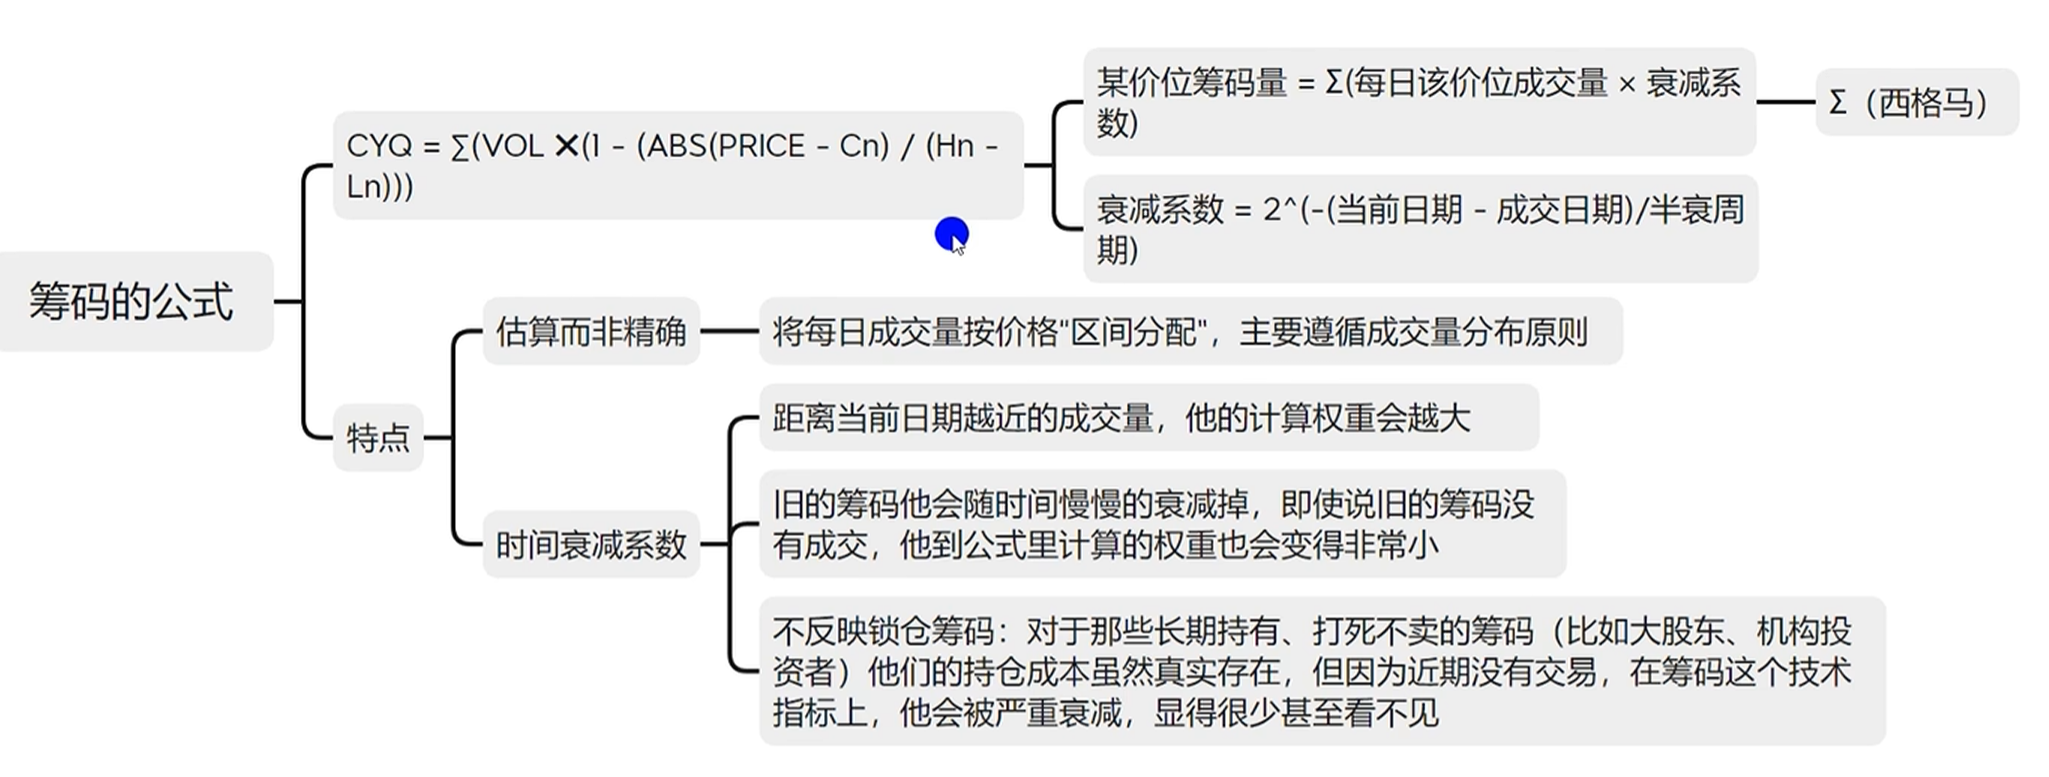 筹码的公式
CYQ = ∑(VOL ×(1 - (ABS(PRICE - Cn) / (Hn -
Ln)))
某价位筹码量 = Σ(每日该价位成交量 × 衰减系
数)
Σ（西格马）
衰减系数 = 2^(-(当前日期 - 成交日期)/半衰周
期)
特点
估算而非精确
将每日成交量按价格"区间分配"，主要遵循成交量分布原则
时间衰减系数
距离当前日期越近的成交量，他的计算权重会越大
旧的筹码他会随时间慢慢的衰减掉，即使说旧的筹码没
有成交，他到公式里计算的权重也会变得非常小
不反映锁仓筹码：对于那些长期持有、打死不卖的筹码（比如大股东、机构投
资者）他们的持仓成本虽然真实存在，但因为近期没有交易，在筹码这个技术
指标上，他会被严重衰减，显得很少甚至看不见